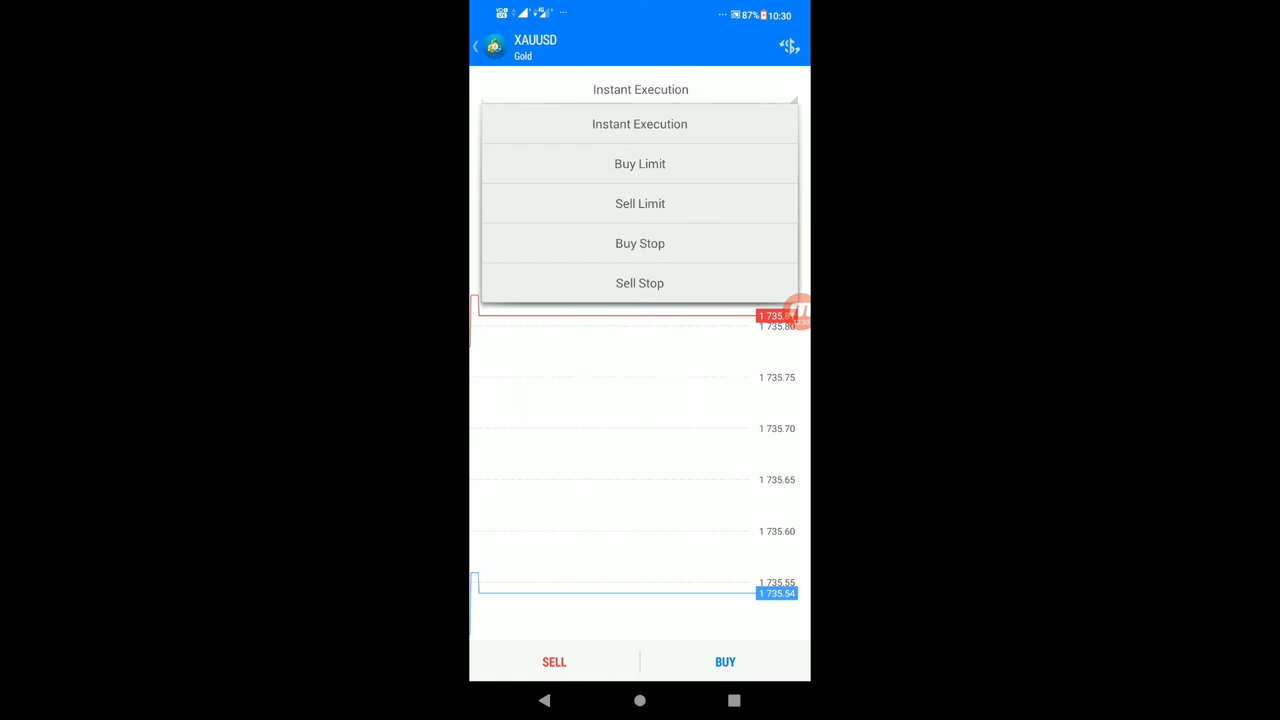 87% 10:30
XAUUSD
Gold
Instant Execution
Instant Execution
Buy Limit
Sell Limit
Buy Stop
Sell Stop
1 735.80
1 735.75
1 735.70
1 735.65
1 735.60
1 735.55
1 735.54
SELL
BUY